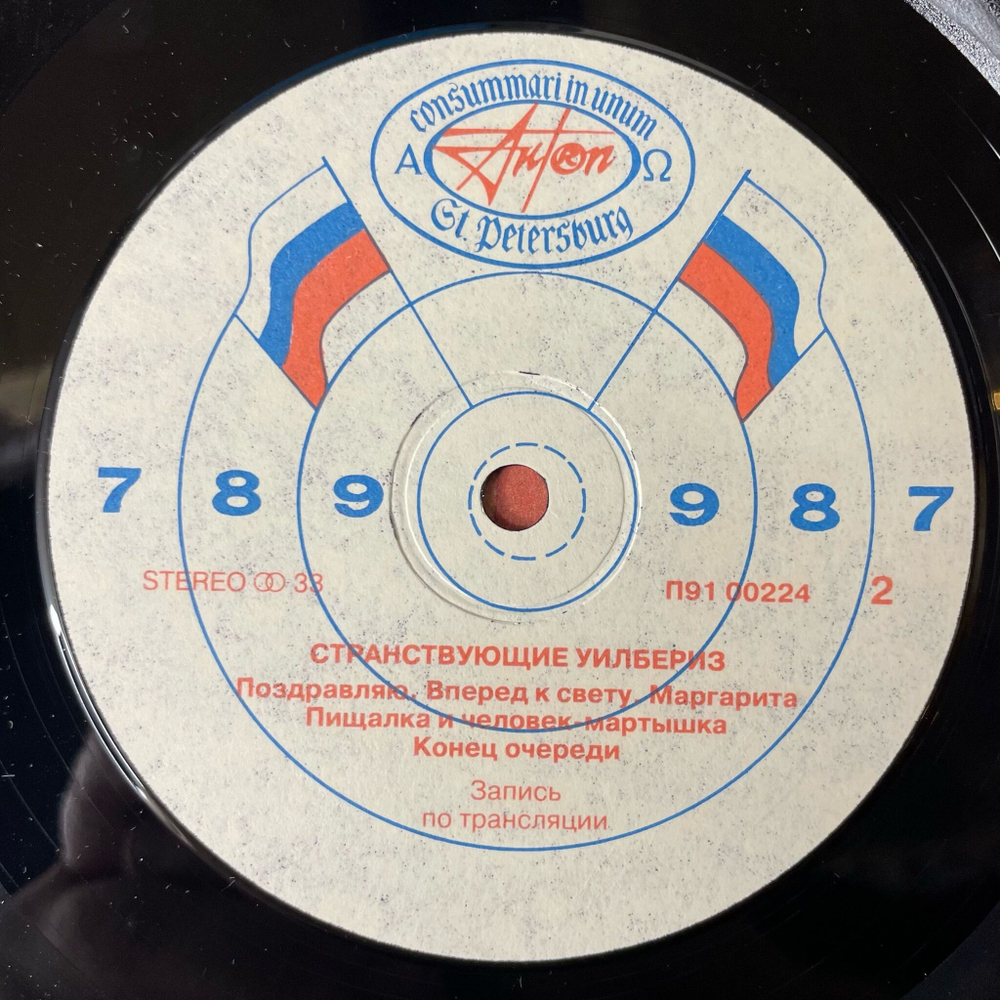 consummari in unum
Α Антоп Ω
St Petersburg
7 8 9 9 8 7
STEREO 33 П91 00224 2
СТРАНСТВУЮЩИЕ УИЛБЕРИЗ
Поздравляю. Вперед к свету. Маргарита
Пищалка и человек-мартышка
Конец очереди
Запись
по трансляции